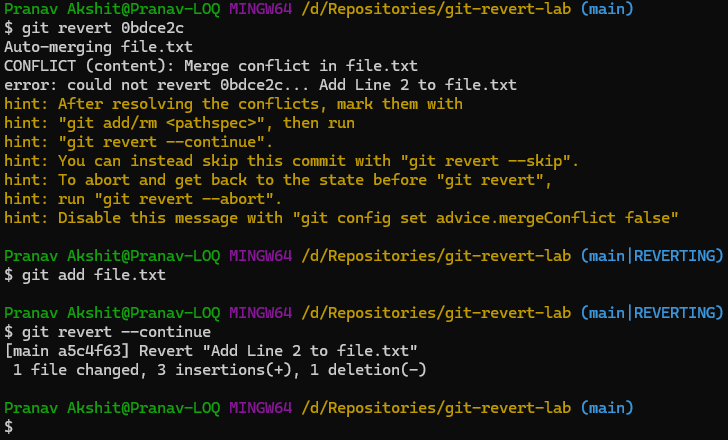 Pranav Akshit@Pranav-LOQ MINGW64 /d/Repositories/git-revert-lab (main)
$ git revert 0bdce2c
Auto-merging file.txt
CONFLICT (content): Merge conflict in file.txt
error: could not revert 0bdce2c... Add Line 2 to file.txt
hint: After resolving the conflicts, mark them with
hint: "git add/rm <pathspec>", then run
hint: "git revert --continue".
hint: You can instead skip this commit with "git revert --skip".
hint: To abort and get back to the state before "git revert",
hint: run "git revert --abort".
hint: Disable this message with "git config set advice.mergeConflict false"
Pranav Akshit@Pranav-LOQ MINGW64 /d/Repositories/git-revert-lab (main|REVERTING)
$ git add file.txt
Pranav Akshit@Pranav-LOQ MINGW64 /d/Repositories/git-revert-lab (main|REVERTING)
$ git revert --continue
[main a5c4f63] Revert "Add Line 2 to file.txt"
 1 file changed, 3 insertions(+), 1 deletion(-)
Pranav Akshit@Pranav-LOQ MINGW64 /d/Repositories/git-revert-lab (main)
$